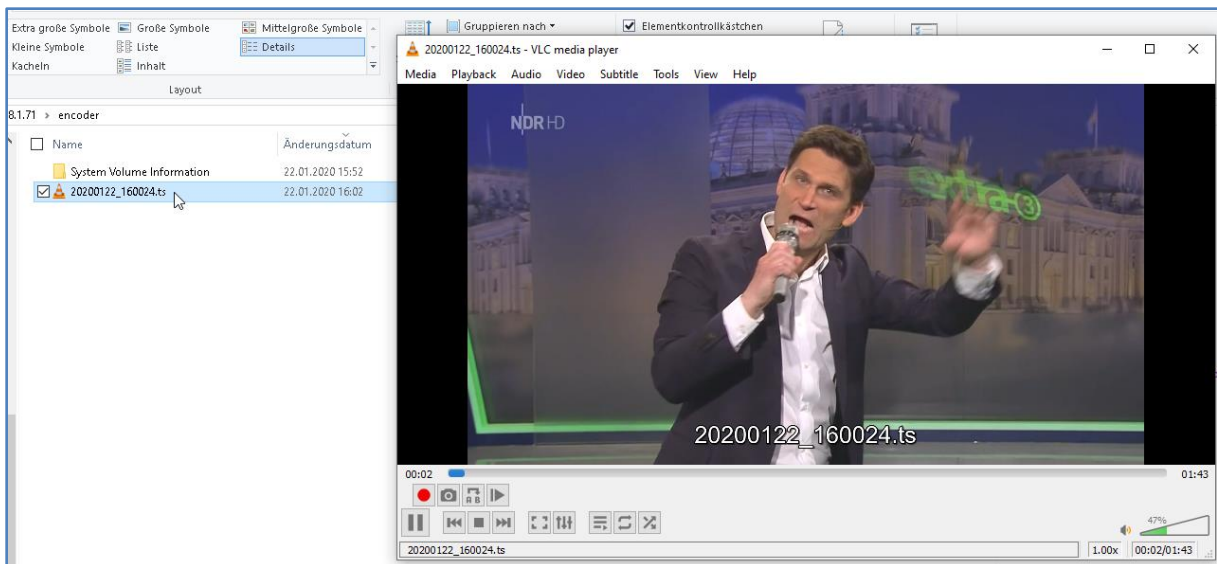 Extra große Symbole
Große Symbole
Mittelgroße Symbole
Kleine Symbole
Liste
Details
Kacheln
Inhalt
Layout
Gruppieren nach
Elementkontrollkästchen
8.1.71 > encoder
Name
Änderungsdatum
System Volume Information
22.01.2020 15:52
20200122_160024.ts
22.01.2020 16:02
20200122_160024.ts - VLC media player
Media Playback Audio Video Subtitle Tools View Help
NDR HD
extra 3
20200122_160024.ts
00:02
01:43
A B
47%
20200122_160024.ts
1.00x
00:02/01:43